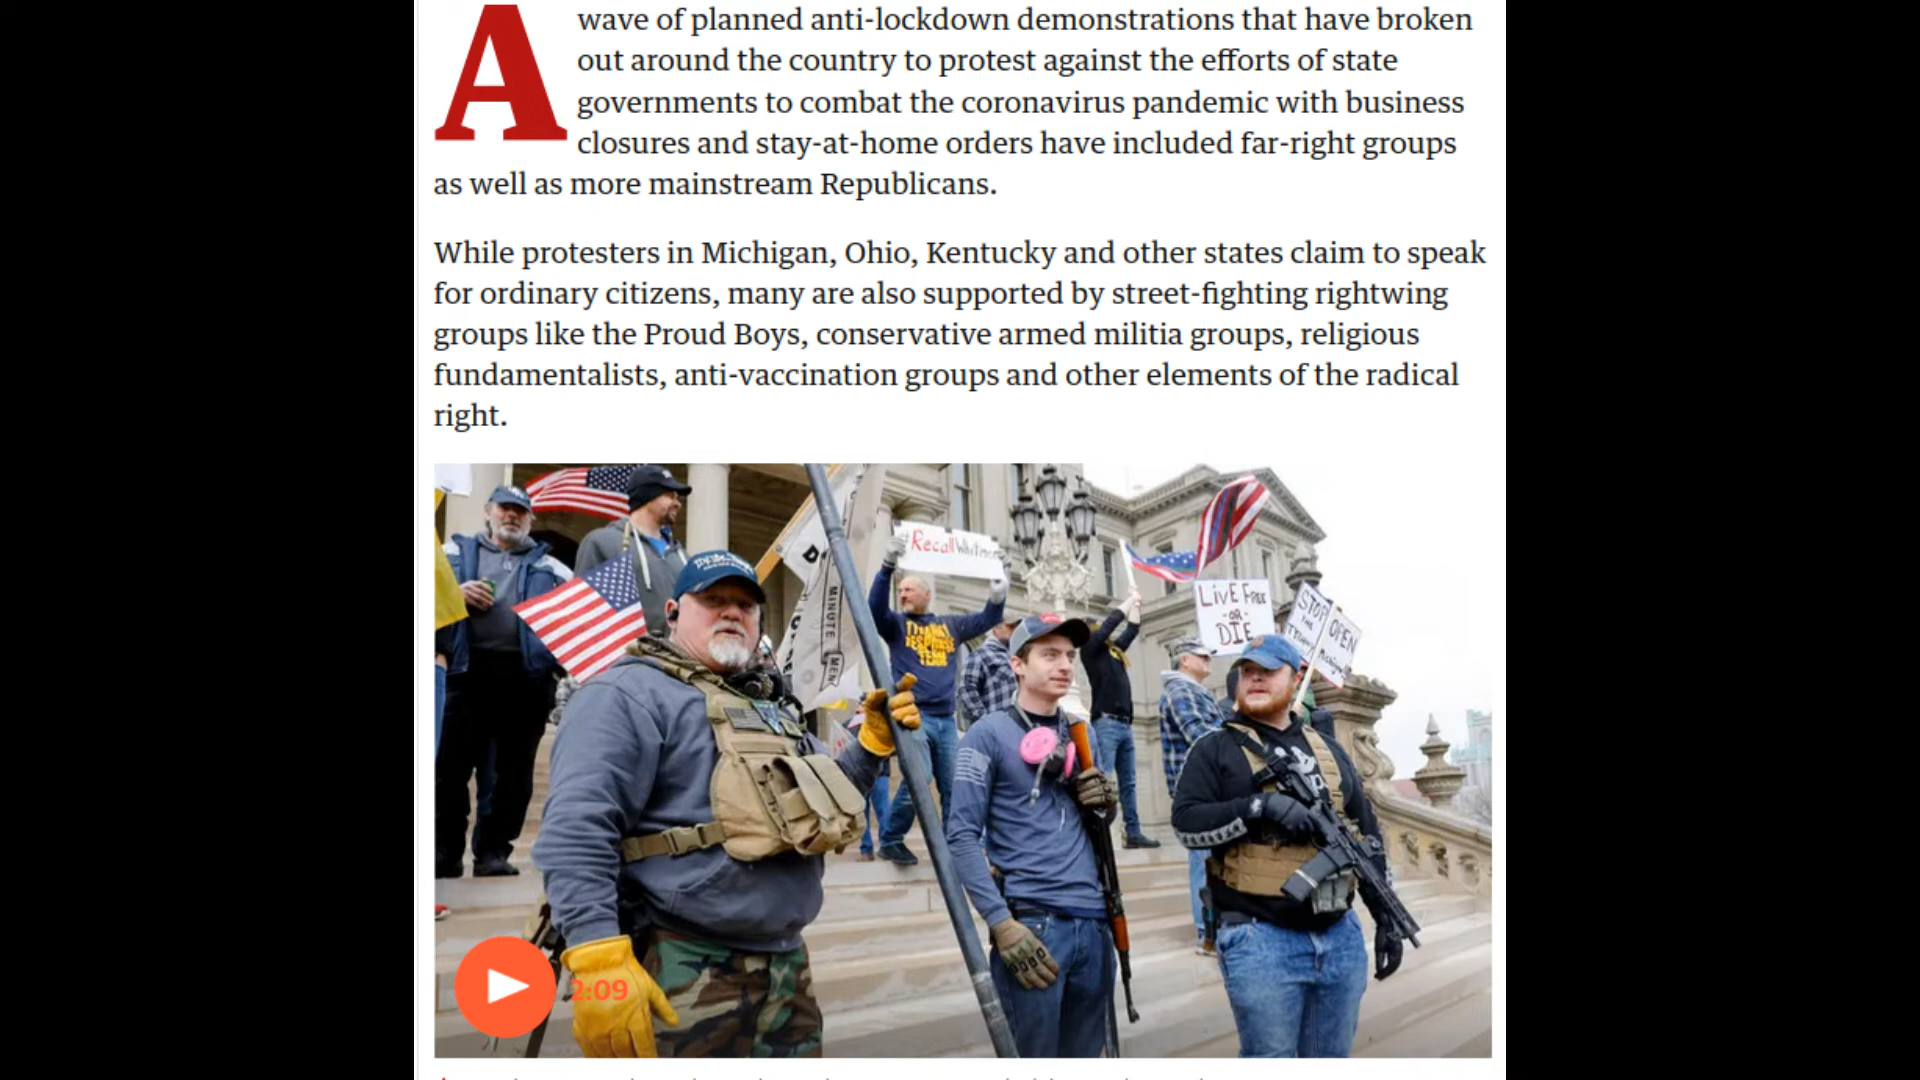 A wave of planned anti-lockdown demonstrations that have broken
out around the country to protest against the efforts of state
governments to combat the coronavirus pandemic with business
closures and stay-at-home orders have included far-right groups
as well as more mainstream Republicans.
While protesters in Michigan, Ohio, Kentucky and other states claim to speak
for ordinary citizens, many are also supported by street-fighting rightwing
groups like the Proud Boys, conservative armed militia groups, religious
fundamentalists, anti-vaccination groups and other elements of the radical
right.
#RecallWhitmer
MINUTE MEN
LIVE FREE
-OR-
DIE
STOP
THE
OPEN
2:09